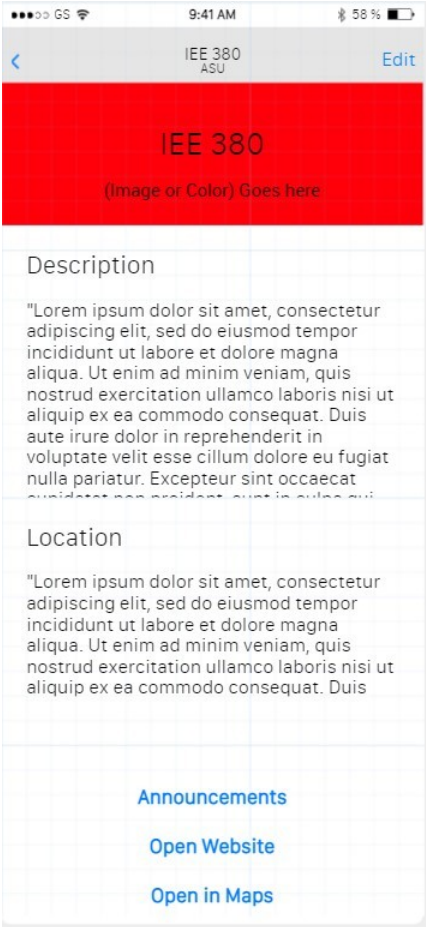 GS 9:41 AM 58 %
IEE 380
ASU
Edit
IEE 380
(Image or Color) Goes here
Description
"Lorem ipsum dolor sit amet, consectetur
adipiscing elit, sed do eiusmod tempor
incididunt ut labore et dolore magna
aliqua. Ut enim ad minim veniam, quis
nostrud exercitation ullamco laboris nisi ut
aliquip ex ea commodo consequat. Duis
aute irure dolor in reprehenderit in
voluptate velit esse cillum dolore eu fugiat
nulla pariatur. Excepteur sint occaecat
Location
"Lorem ipsum dolor sit amet, consectetur
adipiscing elit, sed do eiusmod tempor
incididunt ut labore et dolore magna
aliqua. Ut enim ad minim veniam, quis
nostrud exercitation ullamco laboris nisi ut
aliquip ex ea commodo consequat. Duis
Announcements
Open Website
Open in Maps